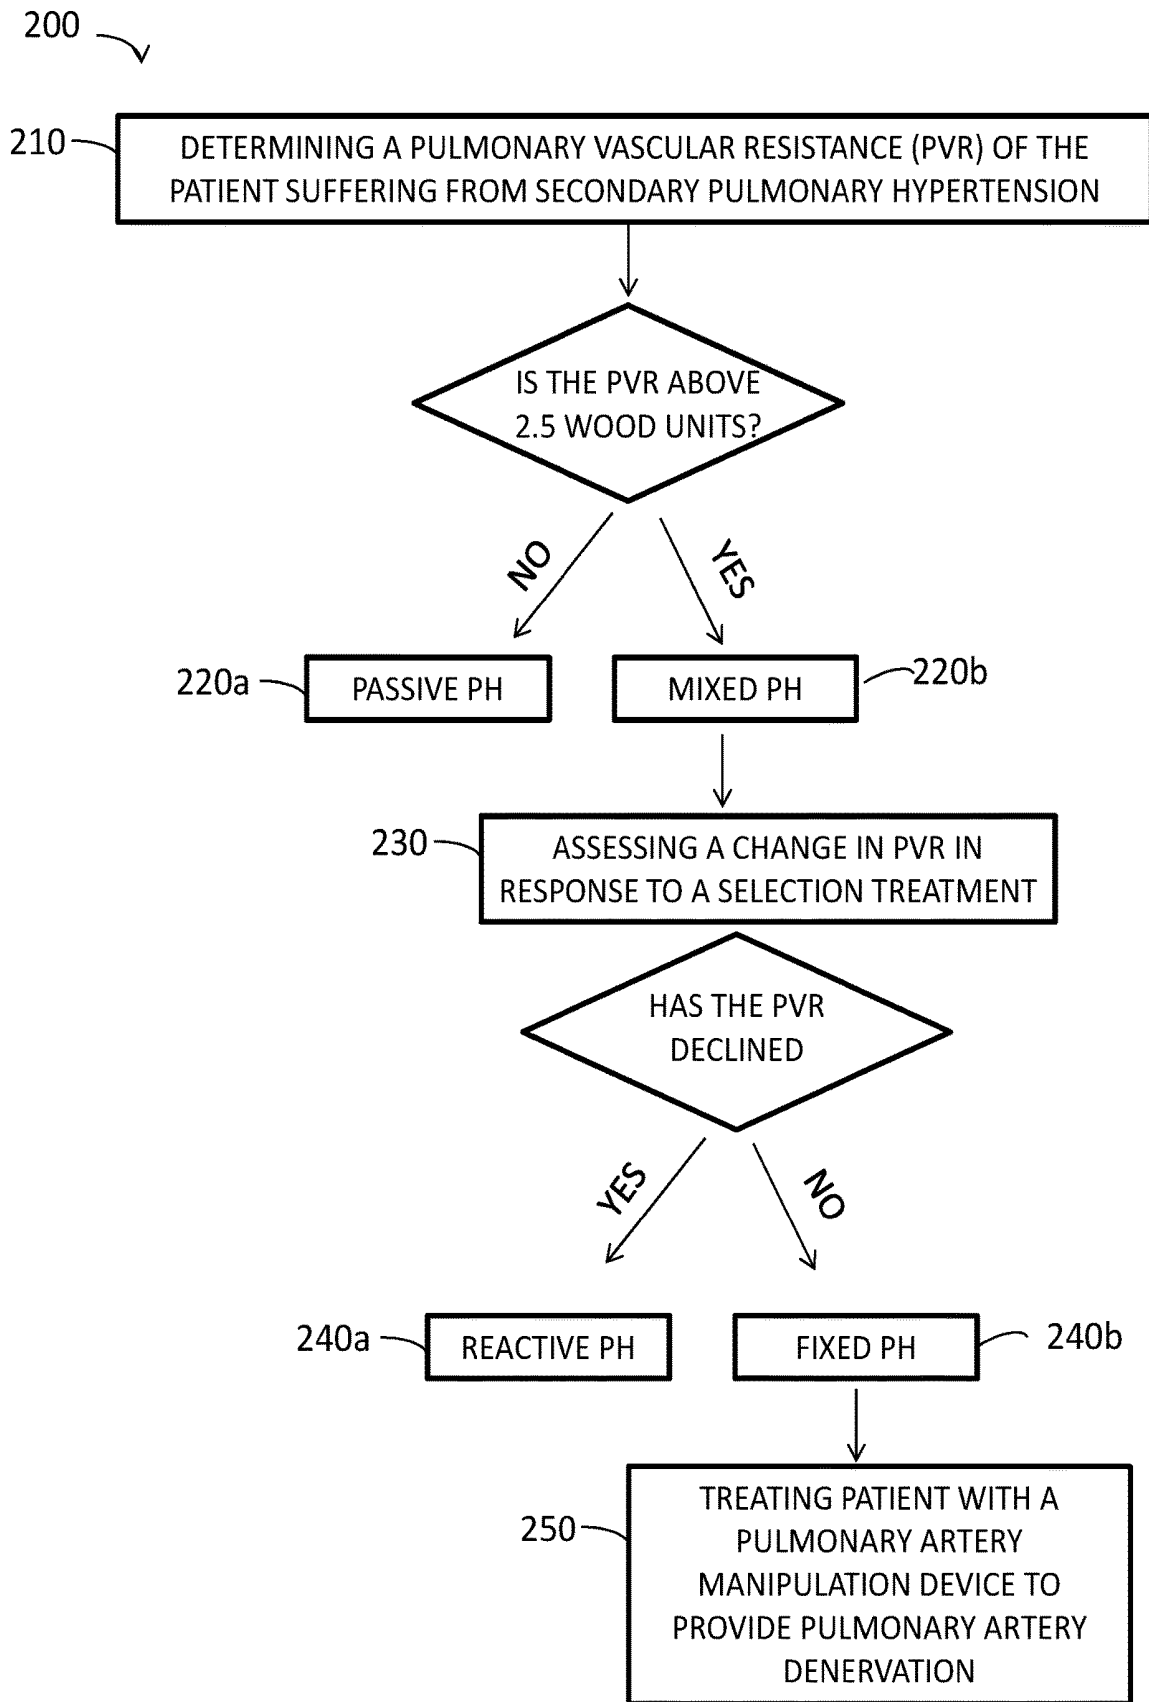 200
210
DETERMINING A PULMONARY VASCULAR RESISTANCE (PVR) OF THE
PATIENT SUFFERING FROM SECONDARY PULMONARY HYPERTENSION
IS THE PVR ABOVE
2.5 WOOD UNITS?
NO
YES
220a
PASSIVE PH
MIXED PH
220b
230
ASSESSING A CHANGE IN PVR IN
RESPONSE TO A SELECTION TREATMENT
HAS THE PVR
DECLINED
YES
NO
240a
REACTIVE PH
FIXED PH
240b
250
TREATING PATIENT WITH A
PULMONARY ARTERY
MANIPULATION DEVICE TO
PROVIDE PULMONARY ARTERY
DENERVATION